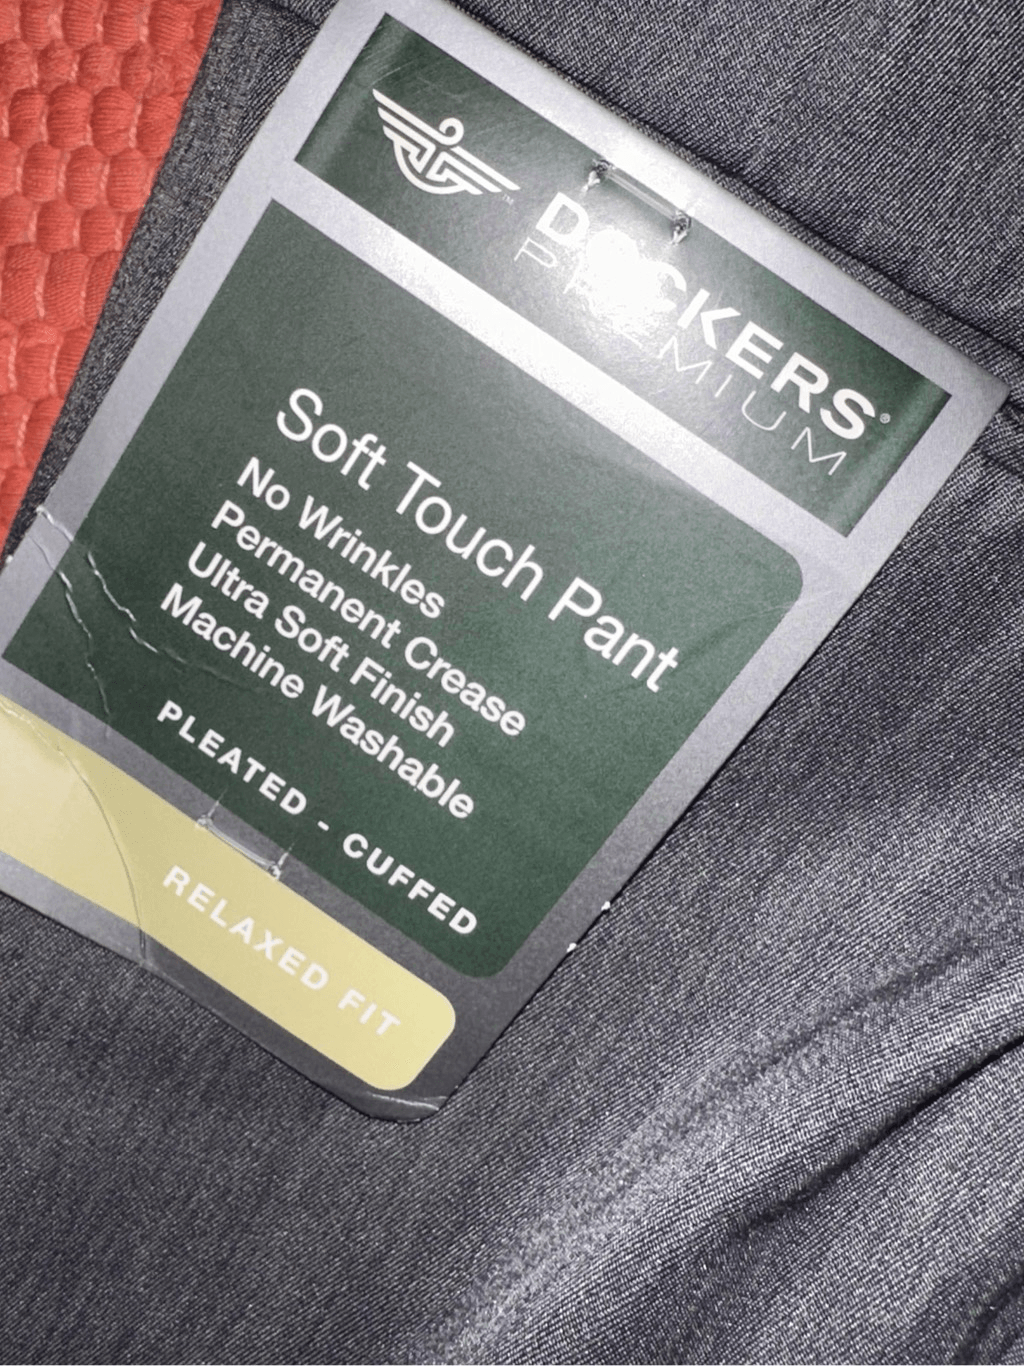 DOCKERS®
PREMIUM
Soft Touch Pant
No Wrinkles
Permanent Crease
Ultra Soft Finish
Machine Washable
PLEATED - CUFFED
RELAXED FIT